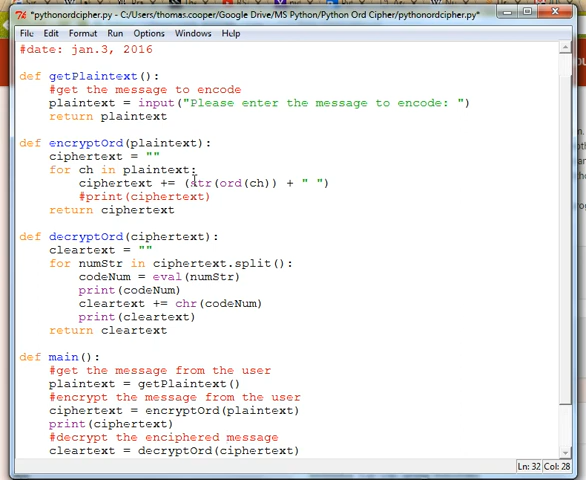 *pythonordcipher.py - C:/Users/thomas.cooper/Google Drive/MS Python/Python Ord Cipher/pythonordcipher.py*
File Edit Format Run Options Windows Help
#date: jan.3, 2016
def getPlaintext():
    #get the message to encode
    plaintext = input("Please enter the message to encode: ")
    return plaintext
def encryptOrd(plaintext):
    ciphertext = ""
    for ch in plaintext:
        ciphertext += (str(ord(ch)) + " ")
        #print(ciphertext)
    return ciphertext
def decryptOrd(ciphertext):
    cleartext = ""
    for numStr in ciphertext.split():
        codeNum = eval(numStr)
        print(codeNum)
        cleartext += chr(codeNum)
        print(cleartext)
    return cleartext
def main():
    #get the message from the user
    plaintext = getPlaintext()
    #encrypt the message from the user
    ciphertext = encryptOrd(plaintext)
    print(ciphertext)
    #decrypt the enciphered message
    cleartext = decryptOrd(ciphertext)
Ln: 32 Col: 28